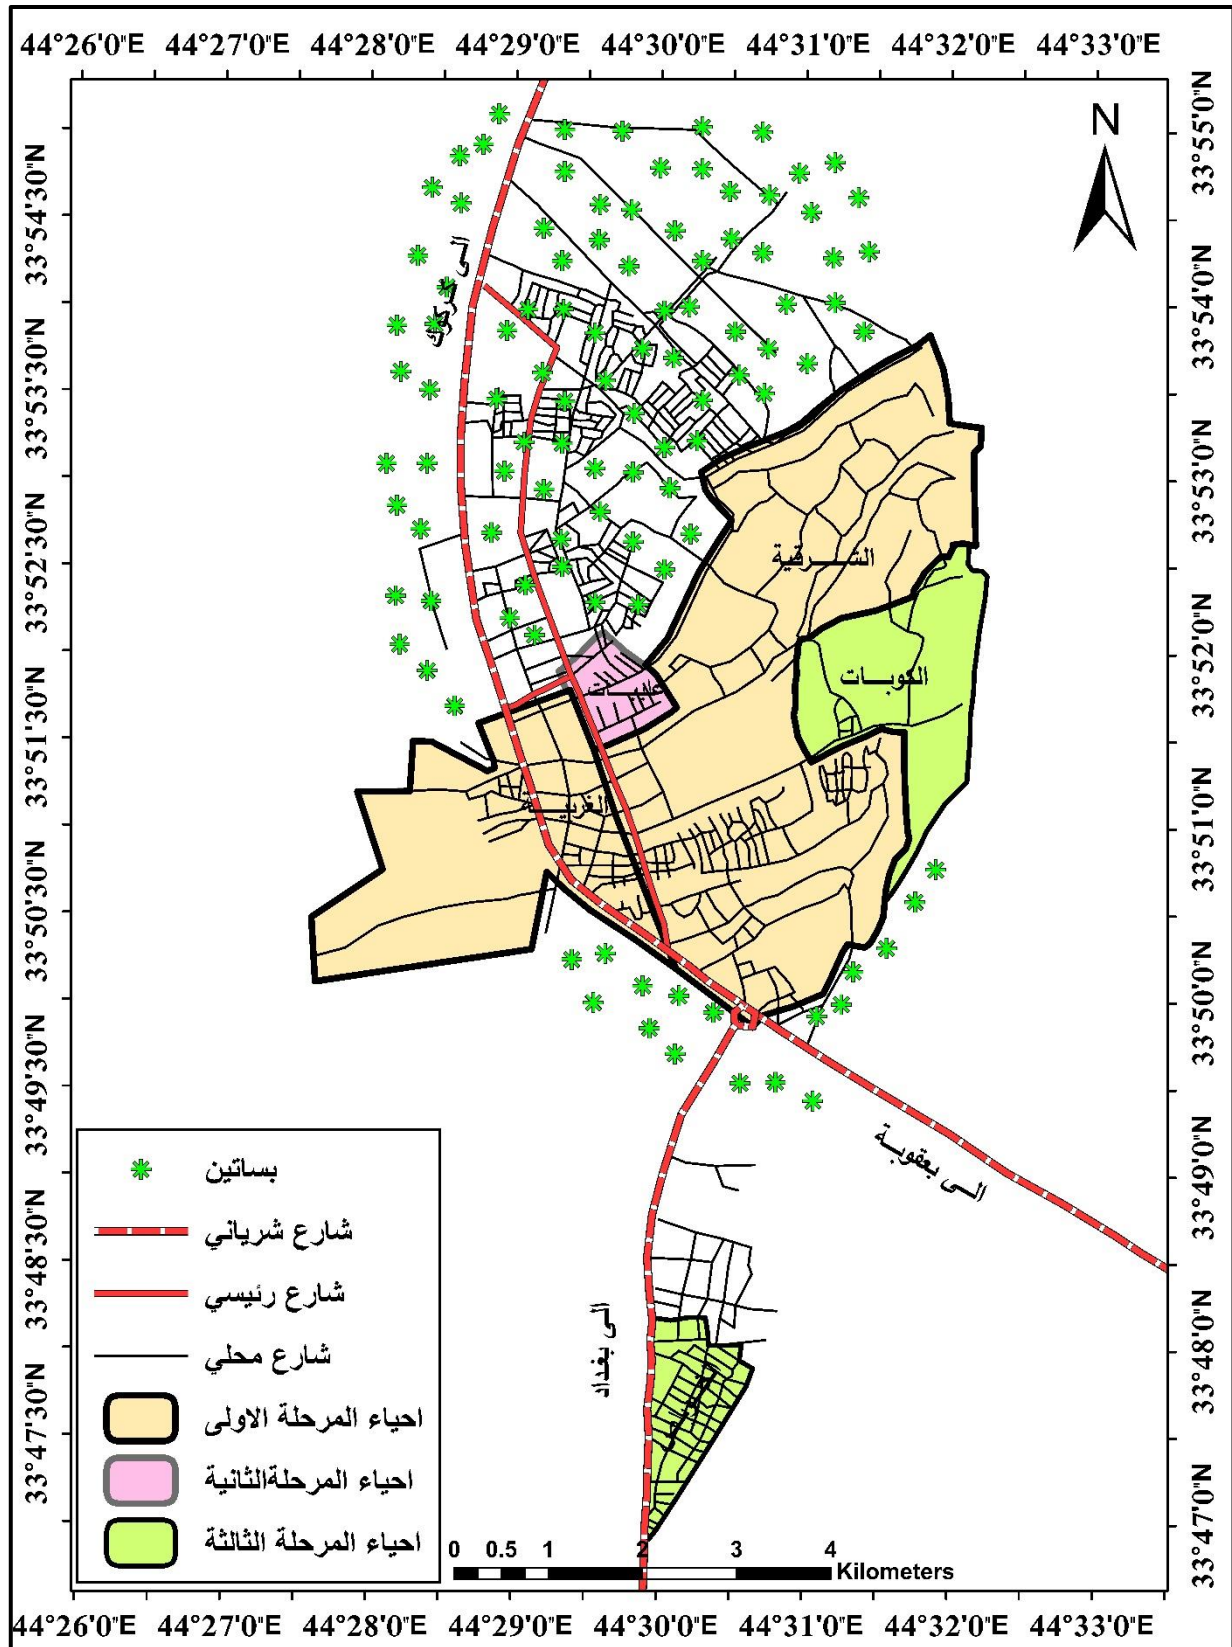 44°26'0"E 44°27'0"E 44°28'0"E 44°29'0"E 44°30'0"E 44°31'0"E 44°32'0"E 44°33'0"E
N
33°55'0"N
33°54'30"N
33°54'0"N
33°53'30"N
33°53'0"N
33°52'30"N
33°52'0"N
33°51'30"N
33°51'0"N
33°50'30"N
33°50'0"N
33°49'30"N
33°49'0"N
33°48'30"N
33°48'0"N
33°47'30"N
33°47'0"N
الى كركوك
الشرقية
الكوبات
عليبات
الغربية
الى بعقوبة
الى بغداد
بساتين
شارع شرياني
شارع رئيسي
شارع محلي
احياء المرحلة الاولى
احياء المرحلةالثانية
احياء المرحلة الثالثة
0 0.5 1 2 3 4
Kilometers
44°26'0"E 44°27'0"E 44°28'0"E 44°29'0"E 44°30'0"E 44°31'0"E 44°32'0"E 44°33'0"E